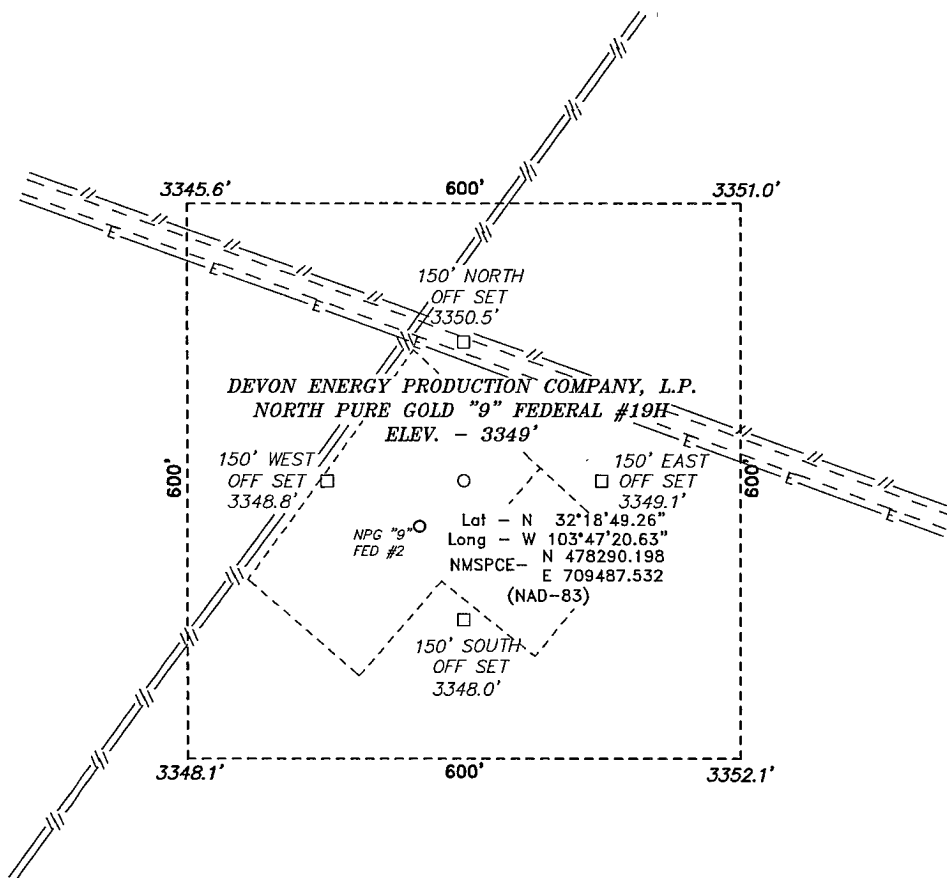 3345.6'
600'
3351.0'
150' NORTH
OFF SET
3350.5'
DEVON ENERGY PRODUCTION COMPANY, L.P.
NORTH PURE GOLD "9" FEDERAL #19H
ELEV. - 3349'
600'
150' WEST
OFF SET
3348.8'
150' EAST
OFF SET
3349.1'
600'
NPG "9"
FED #2
Lat - N 32°18'49.26"
Long - W 103°47'20.63"
NMSPCE- N 478290.198
E 709487.532
(NAD-83)
150' SOUTH
OFF SET
3348.0'
3348.1'
600'
3352.1'
E
E
E
E
E
E
E